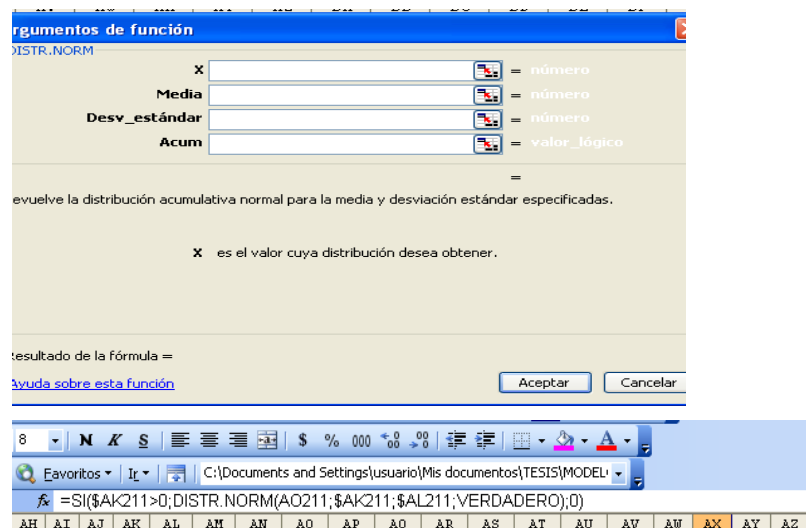 rgumentos de función
DISTR.NORM
X = número
Media = número
Desv_estándar = número
Acum = valor_lógico
=
evuelve la distribución acumulativa normal para la media y desviación estándar especificadas.
X es el valor cuya distribución desea obtener.
esultado de la fórmula =
Ayuda sobre esta función Aceptar Cancelar
8 N K S $ % 000
Favoritos Ir C:\Documents and Settings\usuario\Mis documentos\TESIS\MODEL
fx =SI($AK211>0;DISTR.NORM(AO211;$AK211;$AL211;VERDADERO);0)
AH AI AJ AK AL AM AN AO AP AQ AR AS AT AU AV AW AX AY AZ